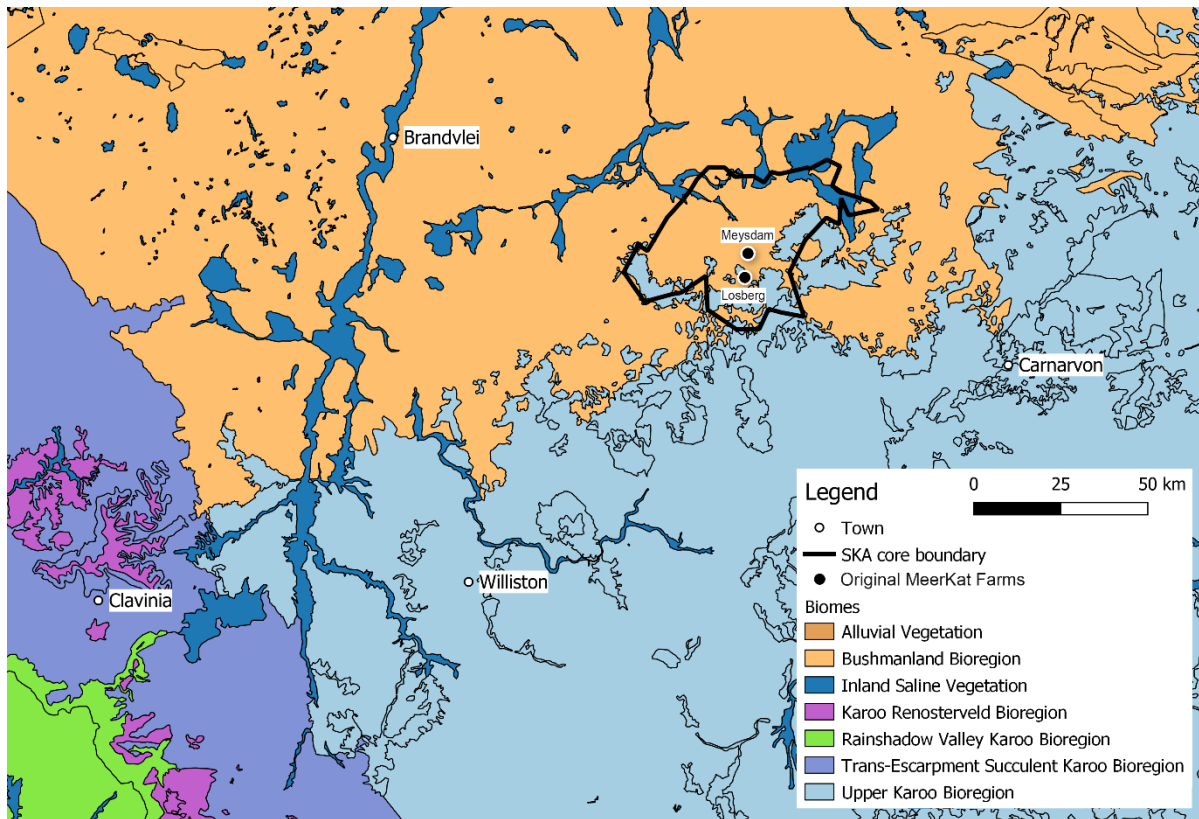 Brandvlei
Meysdam
Losberg
Carnarvon
Williston
Clavinia
Legend
0 25 50 km
Town
SKA core boundary
Original MeerKat Farms
Biomes
Alluvial Vegetation
Bushmanland Bioregion
Inland Saline Vegetation
Karoo Renosterveld Bioregion
Rainshadow Valley Karoo Bioregion
Trans-Escarpment Succulent Karoo Bioregion
Upper Karoo Bioregion